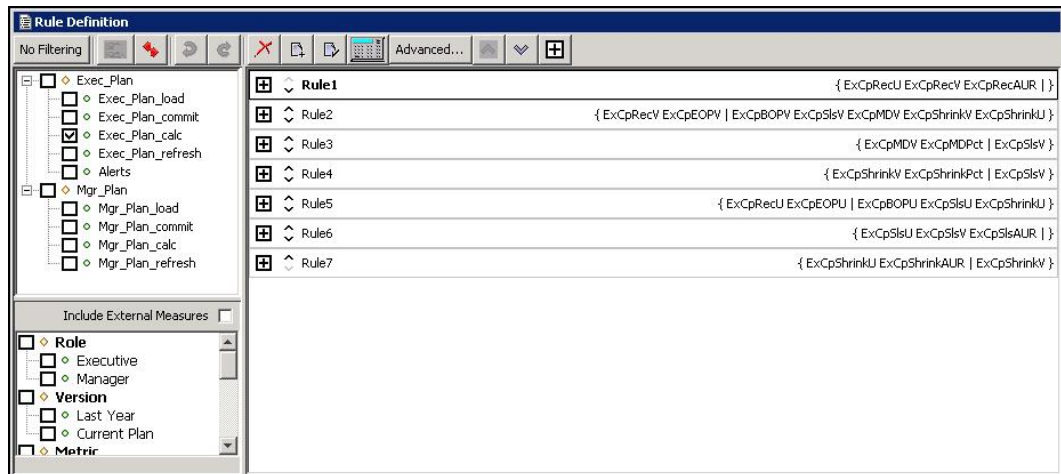 Rule Definition
No Filtering
Advanced...
Exec_Plan
Exec_Plan_load
Exec_Plan_commit
Exec_Plan_calc
Exec_Plan_refresh
Alerts
Mgr_Plan
Mgr_Plan_load
Mgr_Plan_commit
Mgr_Plan_calc
Mgr_Plan_refresh
Include External Measures
Role
Executive
Manager
Version
Last Year
Current Plan
Metric
Rule1 { ExCpRecU ExCpRecV ExCpRecAUR | }
Rule2 { ExCpRecV ExCpEOPV | ExCpBOPV ExCpSlsV ExCpMDV ExCpShrinkV ExCpShrinkU }
Rule3 { ExCpMDV ExCpMDPct | ExCpSlsV }
Rule4 { ExCpShrinkV ExCpShrinkPct | ExCpSlsV }
Rule5 { ExCpRecU ExCpEOPU | ExCpBOPU ExCpSlsU ExCpShrinkU }
Rule6 { ExCpSlsU ExCpSlsV ExCpSlsAUR | }
Rule7 { ExCpShrinkU ExCpShrinkAUR | ExCpShrinkV }